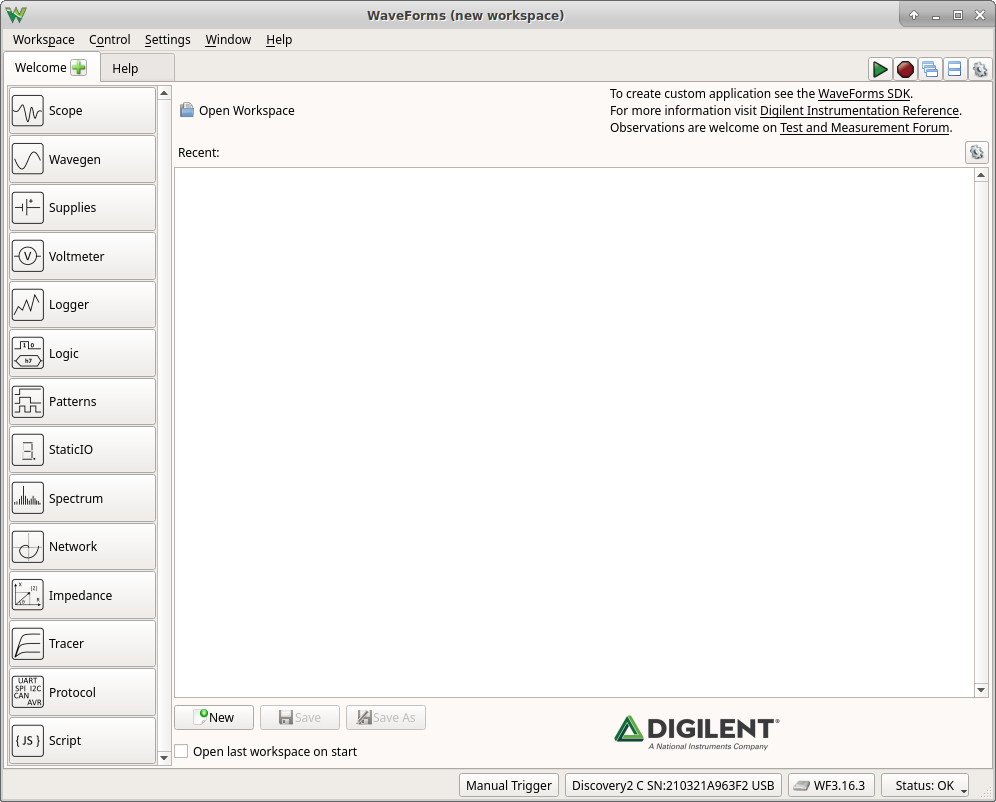 WaveForms (new workspace)
Workspace Control Settings Window Help
Welcome Help
Scope
Wavegen
Supplies
V
Voltmeter
Logger
1 0
h7
Logic
Patterns
StaticIO
Spectrum
Network
X |Z| θ R
Impedance
Tracer
UART
SPI I2C
CAN
AVR
Protocol
{ JS }
Script
Open Workspace
To create custom application see the WaveForms SDK.
For more information visit Digilent Instrumentation Reference.
Observations are welcome on Test and Measurement Forum.
Recent:
New Save Save As
Open last workspace on start
DIGILENT®
A National Instruments Company
Manual Trigger Discovery2 C SN:210321A963F2 USB WF3.16.3 Status: OK